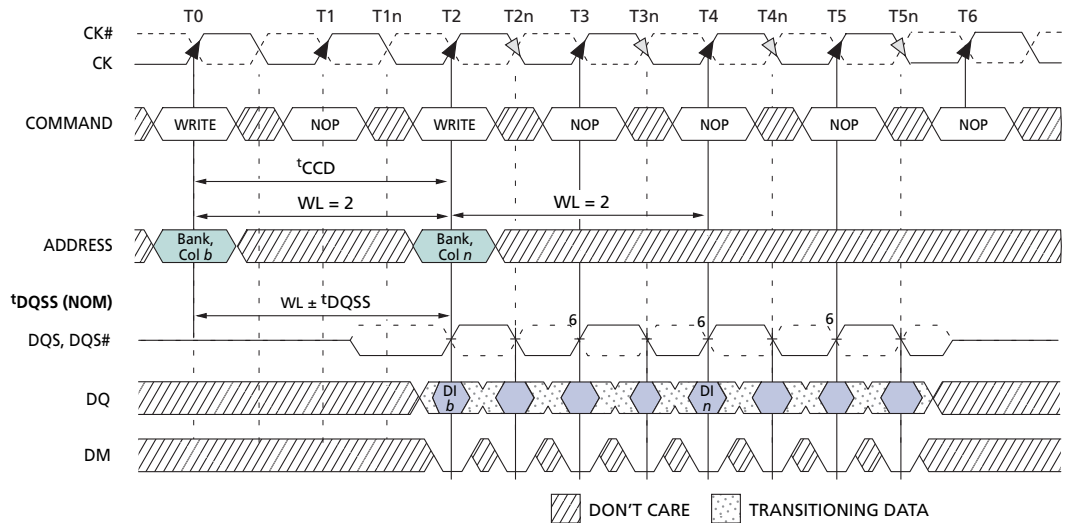 T0 T1 T1n T2 T2n T3 T3n T4 T4n T5 T5n T6
CK#
CK
COMMAND WRITE NOP WRITE NOP NOP NOP NOP
tCCD
WL = 2 WL = 2
ADDRESS Bank, Col b Bank, Col n
tDQSS (NOM) WL ± tDQSS
6 6 6
DQS, DQS#
DQ DI b DI n
DM
DON'T CARE TRANSITIONING DATA